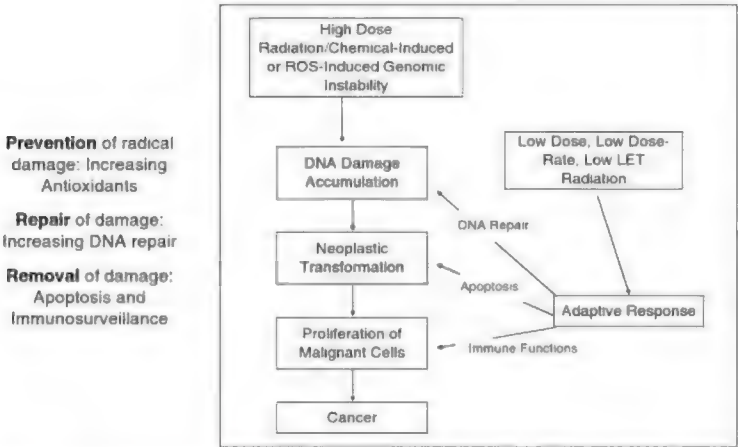 Prevention of radical
damage: Increasing
Antioxidants
Repair of damage:
Increasing DNA repair
Removal of damage:
Apoptosis and
Immunosurveillance
High Dose
Radiation/Chemical-Induced
or ROS-Induced Genomic
Instability
DNA Damage
Accumulation
Neoplastic
Transformation
Proliferation of
Malignant Cells
Cancer
Low Dose, Low Dose-
Rate, Low LET
Radiation
DNA Repair
Apoptosis
Immune Functions
Adaptive Response